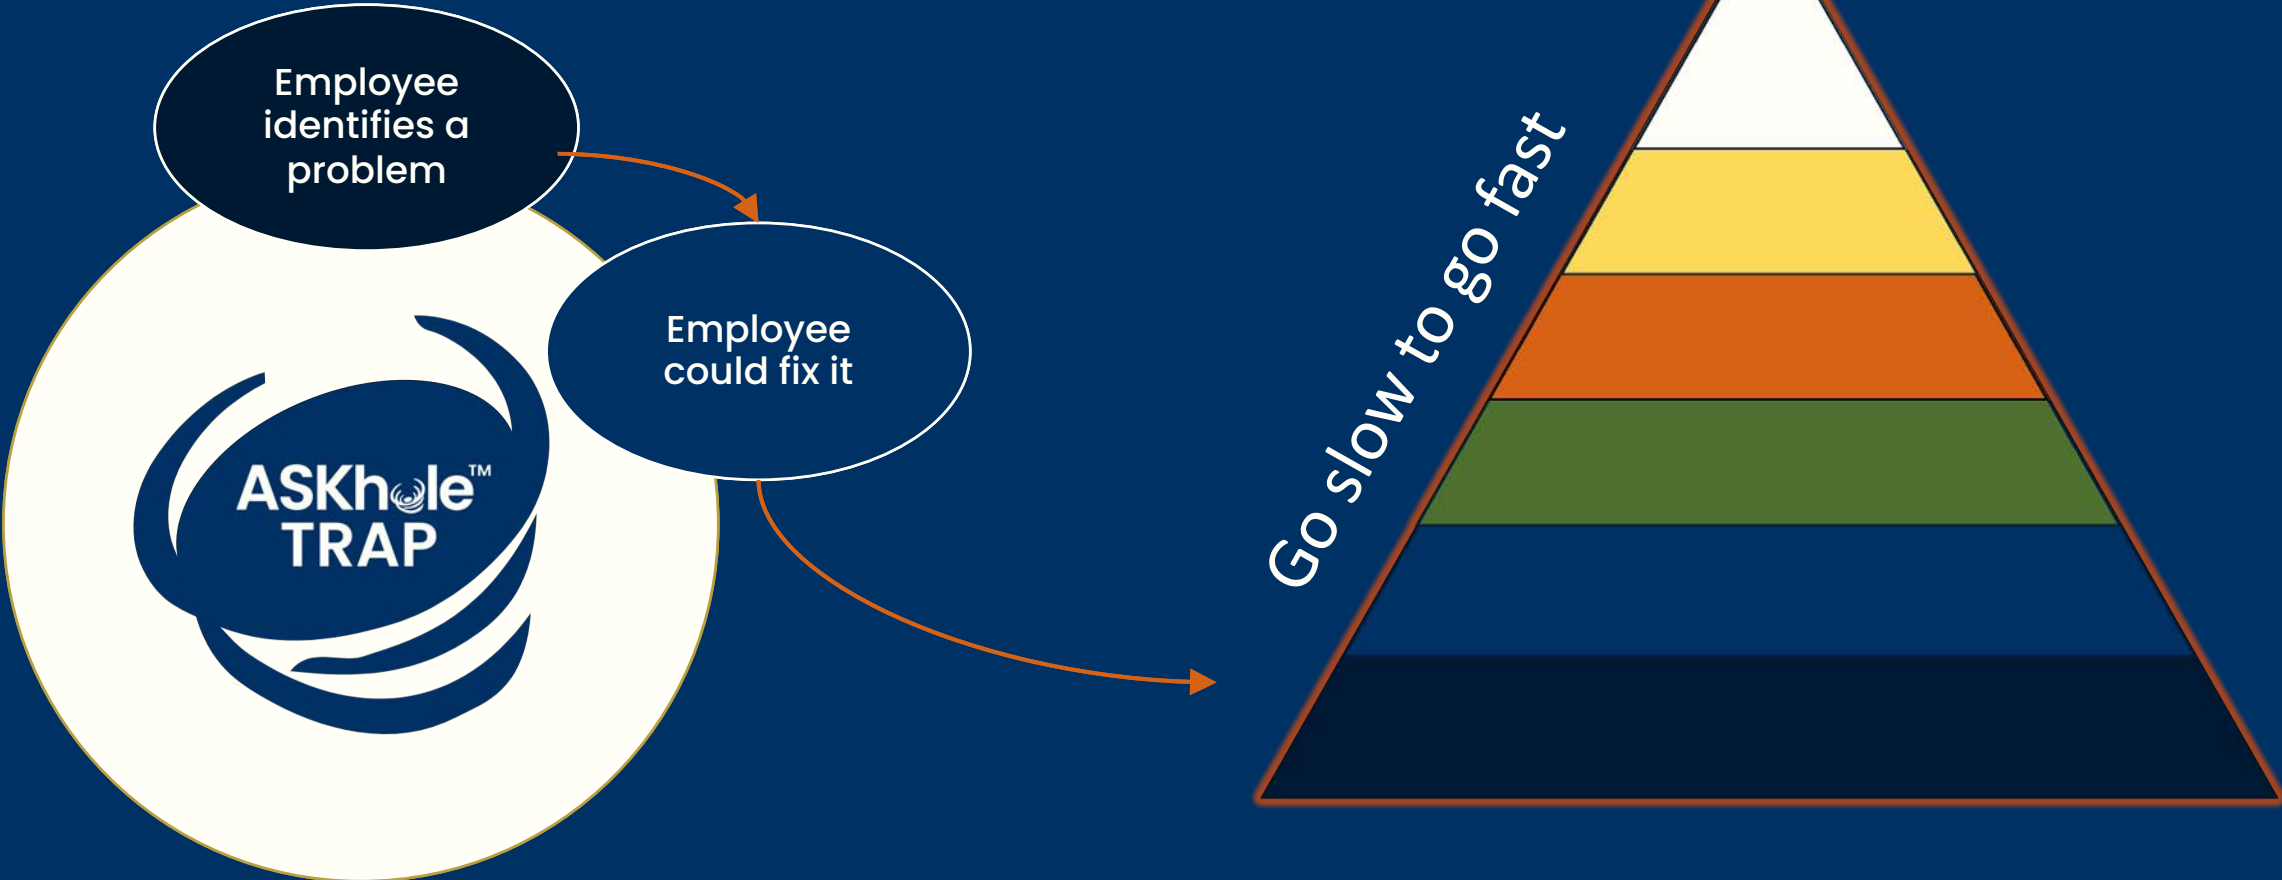 Employee
identifies a
problem
Employee
could fix it
ASKhole™
TRAP
Go slow to go fast